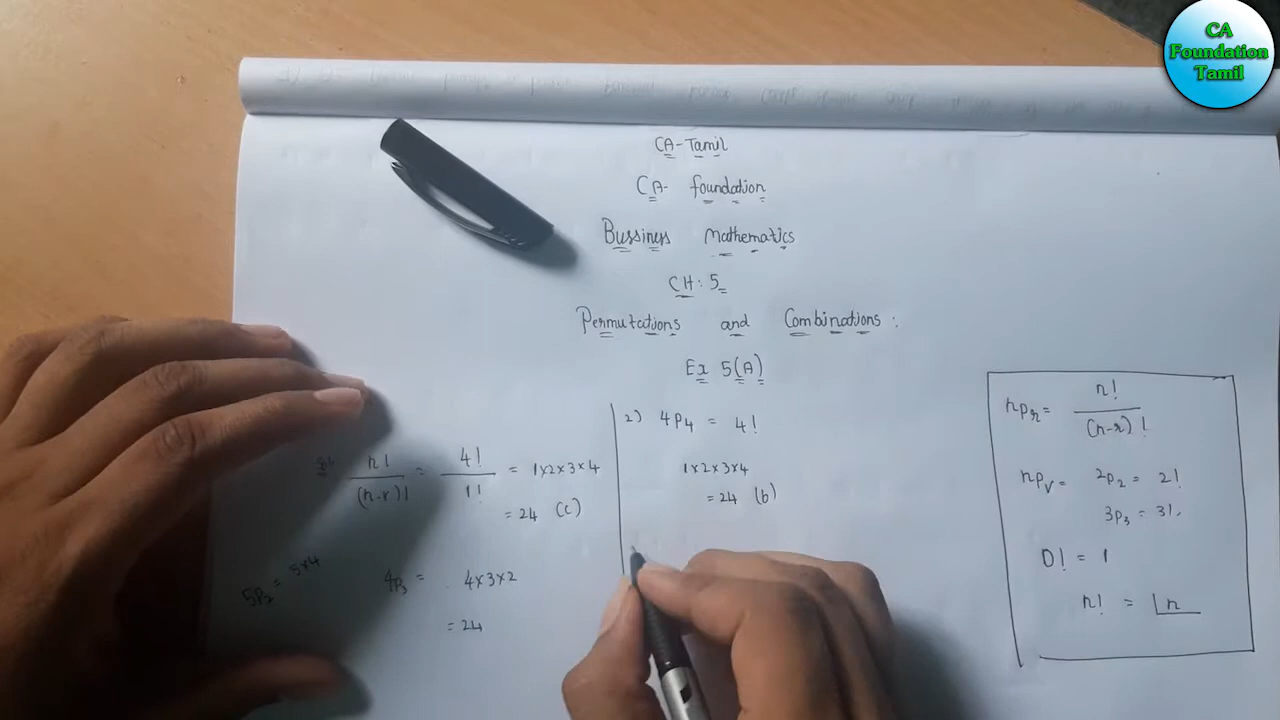 CA
Foundation
Tamil
CA-Tamil
CA- foundation
Bussiness Mathematics
CH: 5
Permutations and Combinations:
Ex 5(A)
n! / (n-r)! = 4! / 1! = 1x2x3x4
= 24 (c)
5P2 = 5x4
4P3 = 4x3x2
= 24
2) 4P4 = 4!
1x2x3x4
= 24 (b)
nPr = n! / (n-r)!
nPr = 2P2 = 2!
3P3 = 3!.
0! = 1
n! = |n